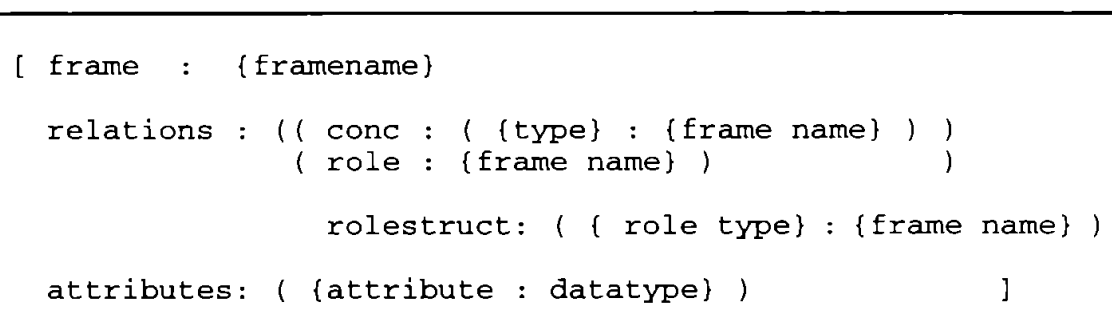 [ frame : {framename}
relations : (( conc : ( {type} : {frame name} ) )
( role : {frame name} ) )
rolestruct: ( { role type} : {frame name} )
attributes: ( {attribute : datatype} ) ]